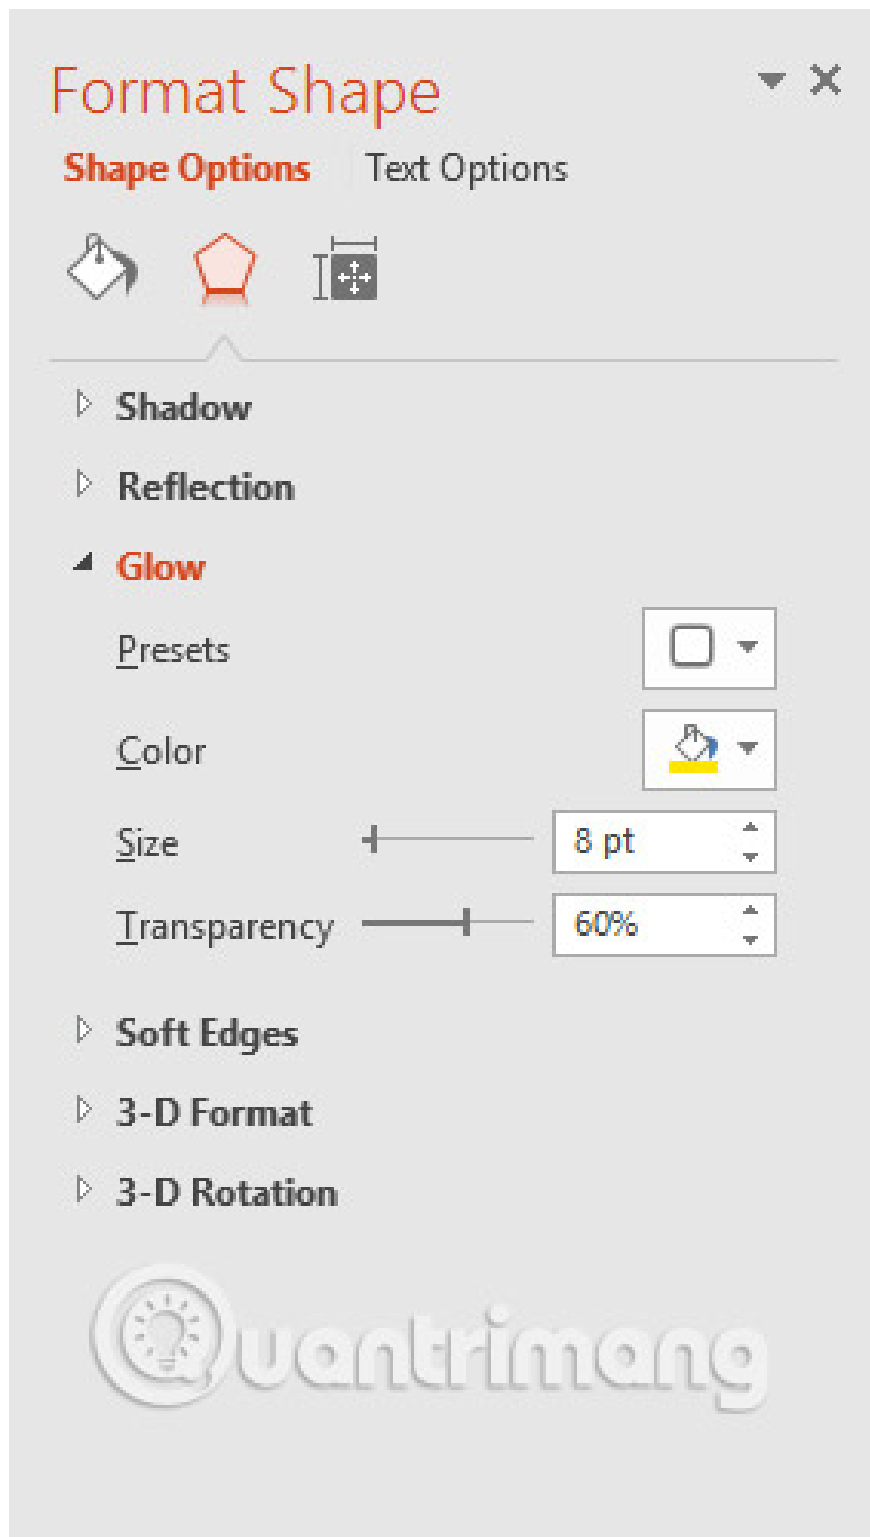 Format Shape
Shape Options Text Options
Shadow
Reflection
Glow
Presets
Color
Size 8 pt
Transparency 60%
Soft Edges
3-D Format
3-D Rotation
Quantrimang